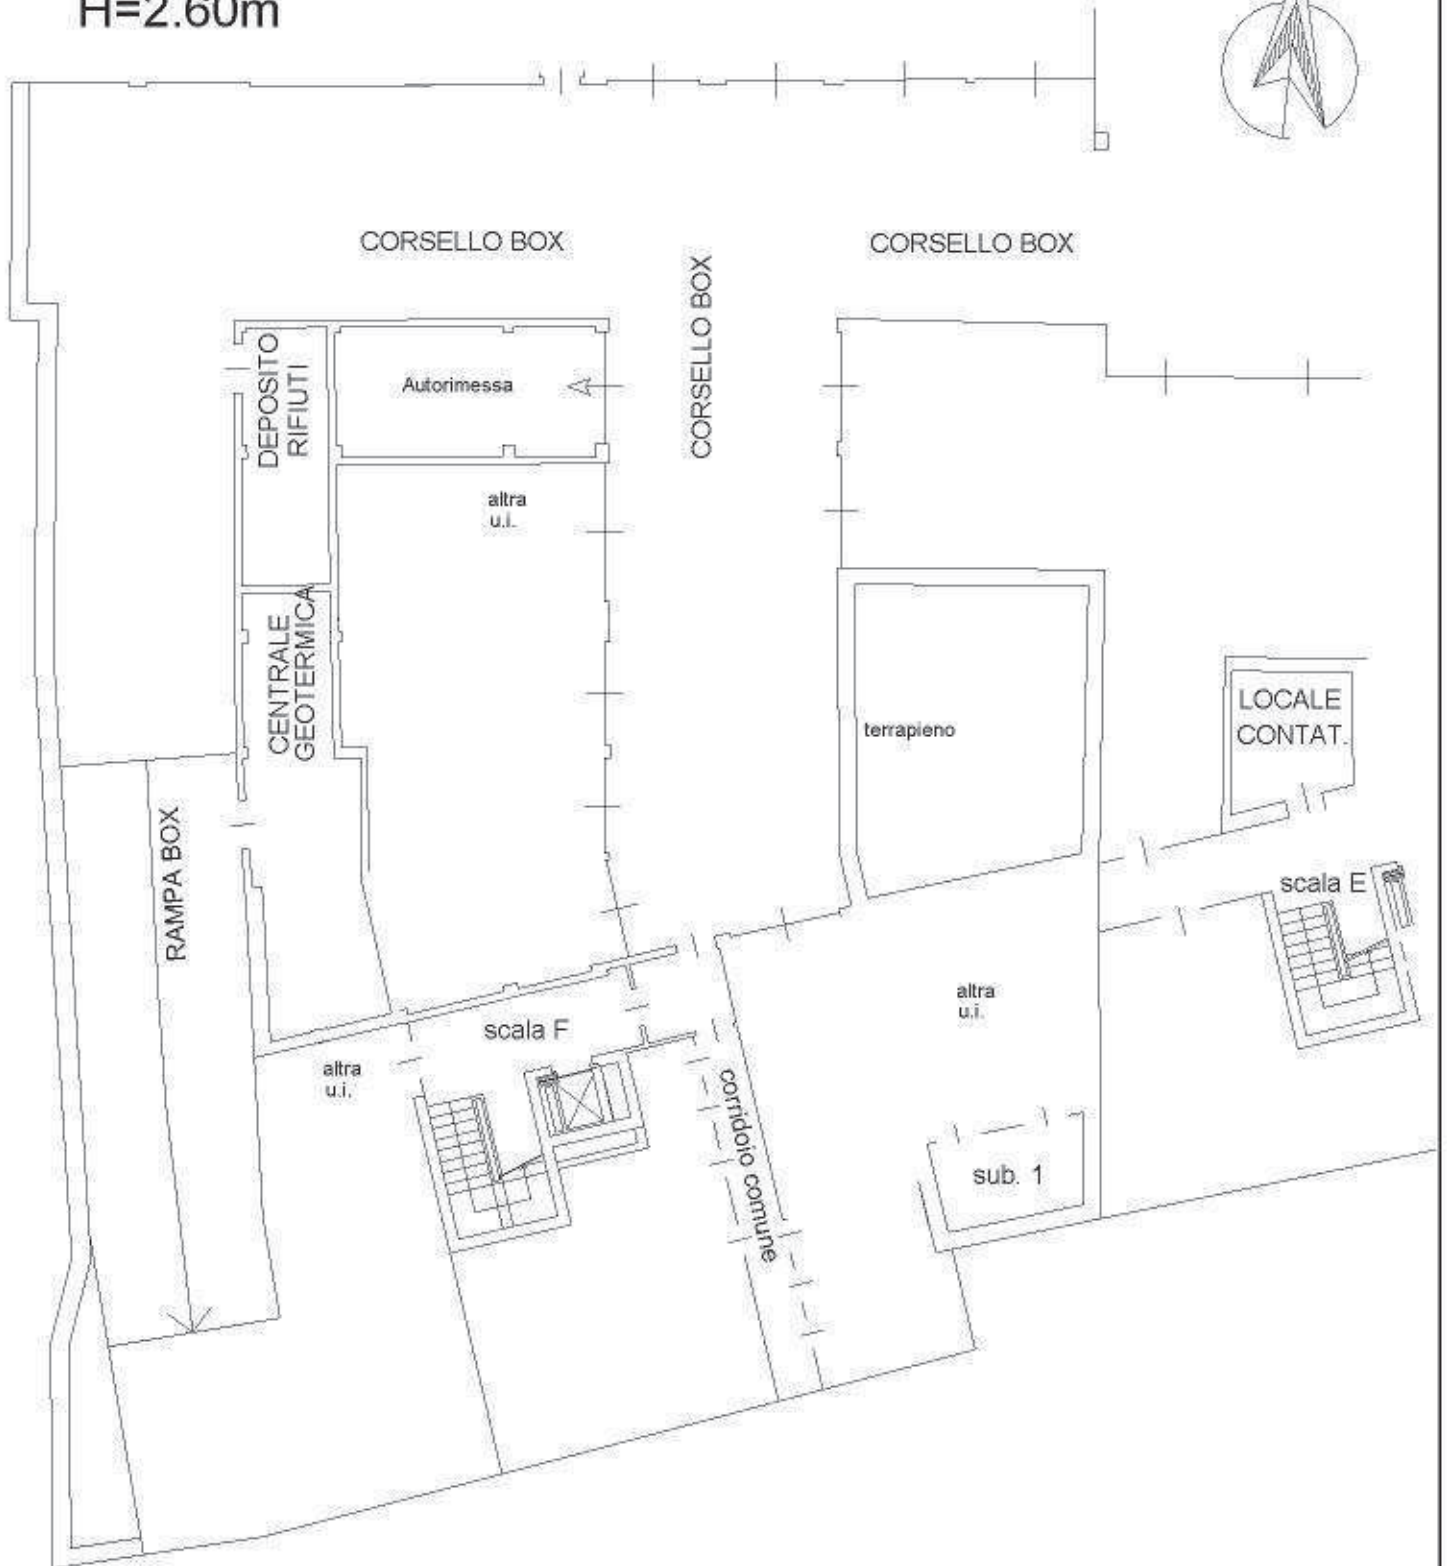 H=2.60m
CORSELLO BOX
CORSELLO BOX
CORSELLO BOX
DEPOSITO
RIFIUTI
Autorimessa
altra
u.i.
CENTRALE
GEOTERMICA
terrapieno
LOCALE
CONTAT.
RAMPA BOX
scala E
scala F
altra
u.i.
altra
u.i.
corridoio comune
sub. 1